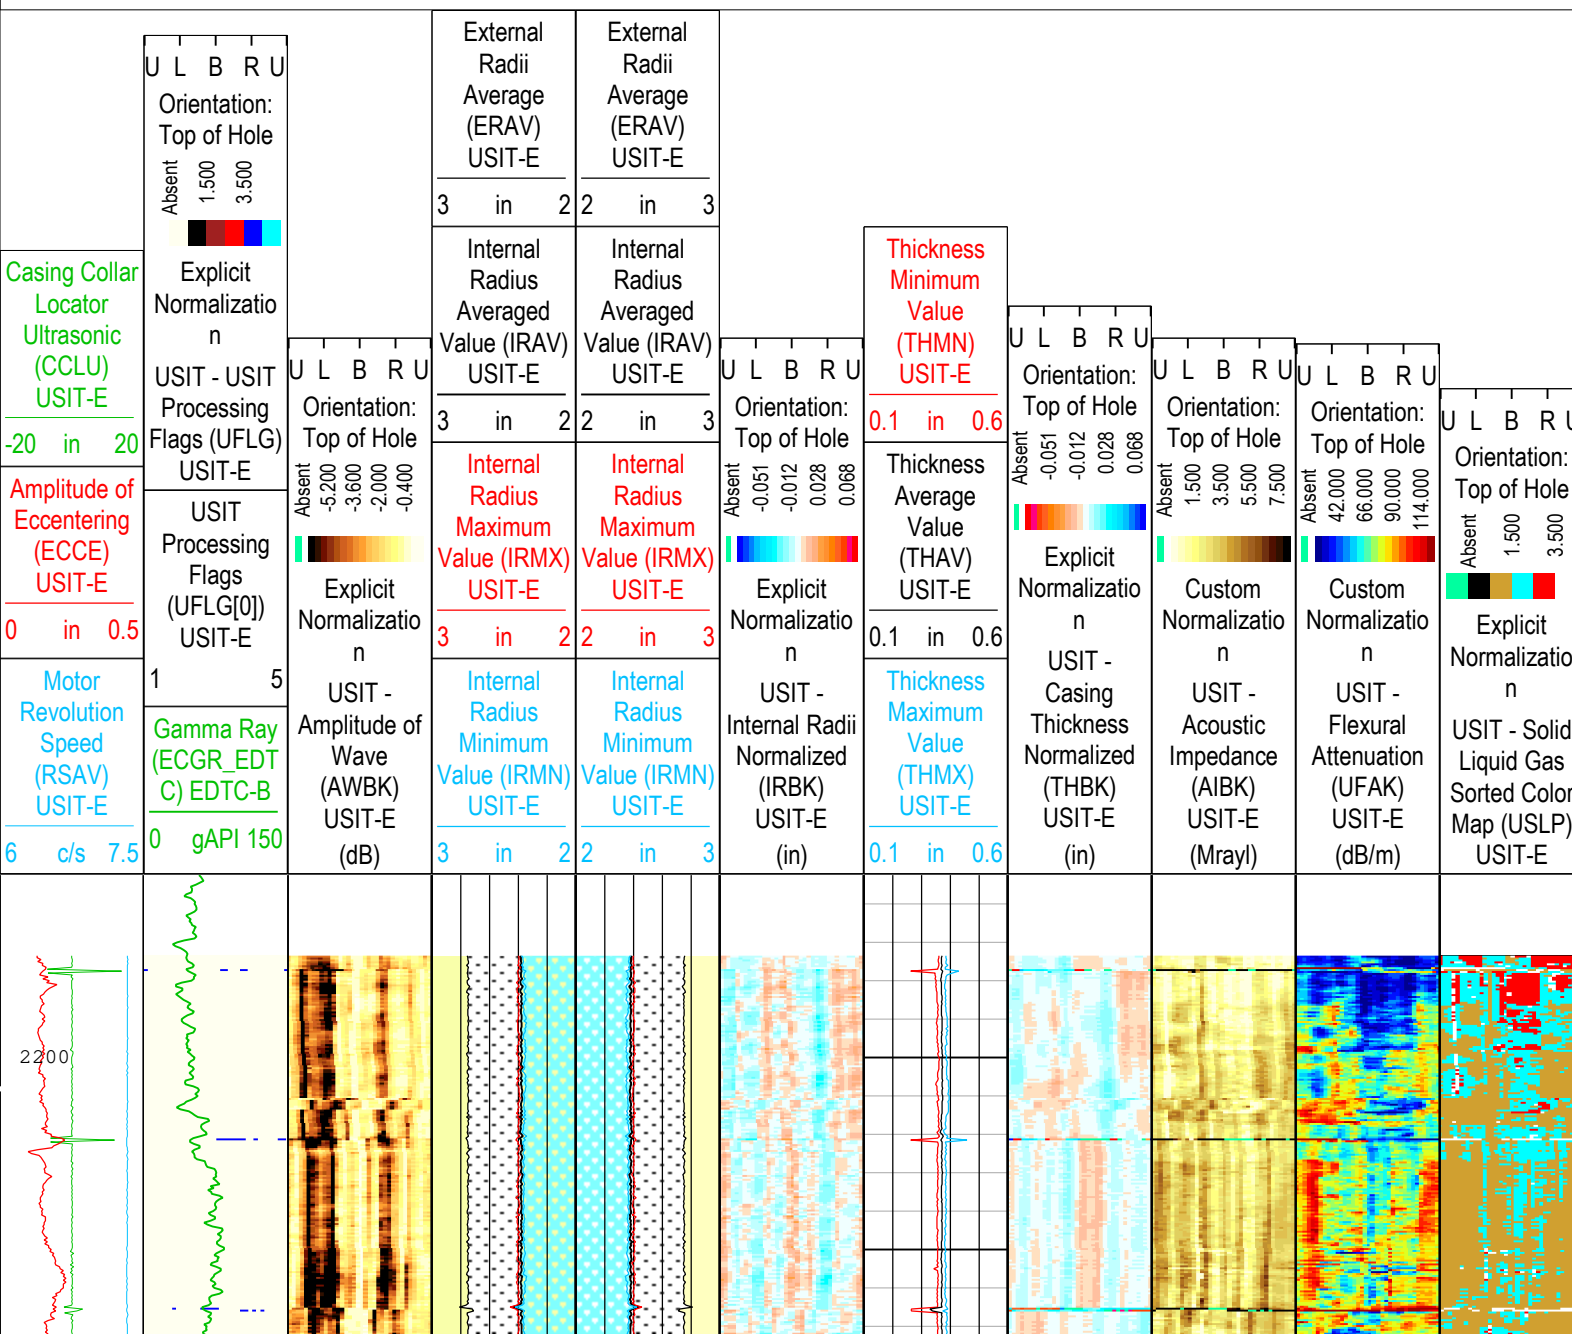 Casing Collar
Locator
Ultrasonic
(CCLU)
USIT-E
-20 in 20
Amplitude of
Eccentering
(ECCE)
USIT-E
0 in 0.5
Motor
Revolution
Speed
(RSAV)
USIT-E
6 c/s 7.5
U L B R U
Orientation:
Top of Hole
Absent
1.500
3.500
Explicit
Normalizatio
n
USIT - USIT
Processing
Flags (UFLG)
USIT-E
USIT
Processing
Flags
(UFLG[0])
USIT-E
1 5
Gamma Ray
(ECGR_EDT
C) EDTC-B
0 gAPI 150
U L B R U
Orientation:
Top of Hole
Absent
-5.200
-3.600
-2.000
-0.400
Explicit
Normalizatio
n
USIT -
Amplitude of
Wave
(AWBK)
USIT-E
(dB)
External
Radii
Average
(ERAV)
USIT-E
3 in 2
Internal
Radius
Averaged
Value (IRAV)
USIT-E
3 in 2
Internal
Radius
Maximum
Value (IRMX)
USIT-E
3 in 2
Internal
Radius
Minimum
Value (IRMN)
USIT-E
3 in 2
External
Radii
Average
(ERAV)
USIT-E
2 in 3
Internal
Radius
Averaged
Value (IRAV)
USIT-E
2 in 3
Internal
Radius
Maximum
Value (IRMX)
USIT-E
2 in 3
Internal
Radius
Minimum
Value (IRMN)
USIT-E
2 in 3
U L B R U
Orientation:
Top of Hole
Absent
-0.051
-0.012
0.028
0.068
Explicit
Normalizatio
n
USIT -
Internal Radii
Normalized
(IRBK)
USIT-E
(in)
Thickness
Minimum
Value
(THMN)
USIT-E
0.1 in 0.6
Thickness
Average
Value
(THAV)
USIT-E
0.1 in 0.6
Thickness
Maximum
Value
(THMX)
USIT-E
0.1 in 0.6
U L B R U
Orientation:
Top of Hole
Absent
-0.051
-0.012
0.028
0.068
Explicit
Normalizatio
n
USIT -
Casing
Thickness
Normalized
(THBK)
USIT-E
(in)
U L B R U
Orientation:
Top of Hole
Absent
1.500
3.500
5.500
7.500
Custom
Normalizatio
n
USIT -
Acoustic
Impedance
(AIBK)
USIT-E
(Mrayl)
U L B R U
Orientation:
Top of Hole
Absent
42.000
66.000
90.000
114.000
Custom
Normalizatio
n
USIT -
Flexural
Attenuation
(UFAK)
USIT-E
(dB/m)
U L B R U
Orientation:
Top of Hole
Absent
1.500
3.500
Explicit
Normalizatio
n
USIT - Solid
Liquid Gas
Sorted Color
Map (USLP)
USIT-E
2200